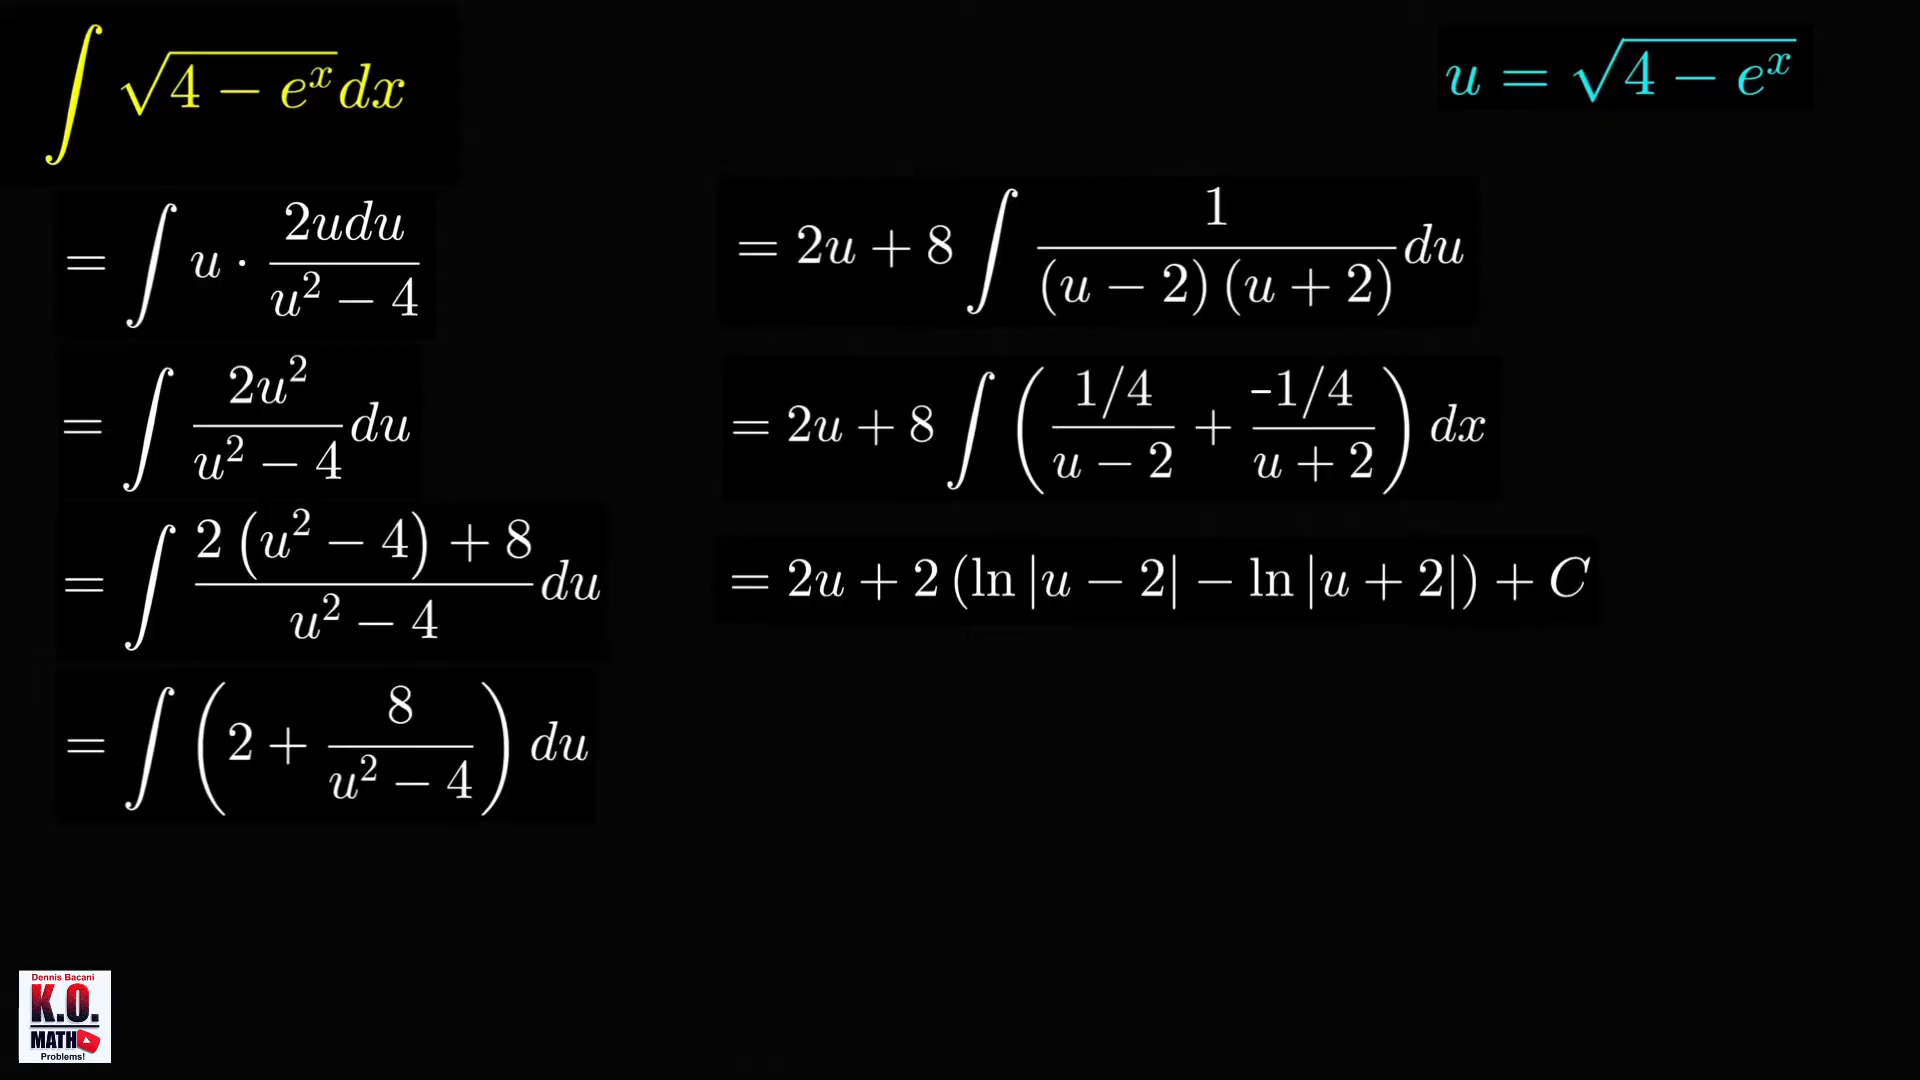 ∫ √(4 − e^x) dx
u = √(4 − e^x)
= ∫ u · (2udu)/(u² − 4)
= ∫ (2u²)/(u² − 4) du
= ∫ (2(u² − 4) + 8)/(u² − 4) du
= ∫ (2 + 8/(u² − 4)) du
= 2u + 8 ∫ 1/((u − 2)(u + 2)) du
= 2u + 8 ∫ ((1/4)/(u − 2) + (-1/4)/(u + 2)) dx
= 2u + 2(ln|u − 2| − ln|u + 2|) + C
Dennis Bacani
K.O.
MATH
Problems!